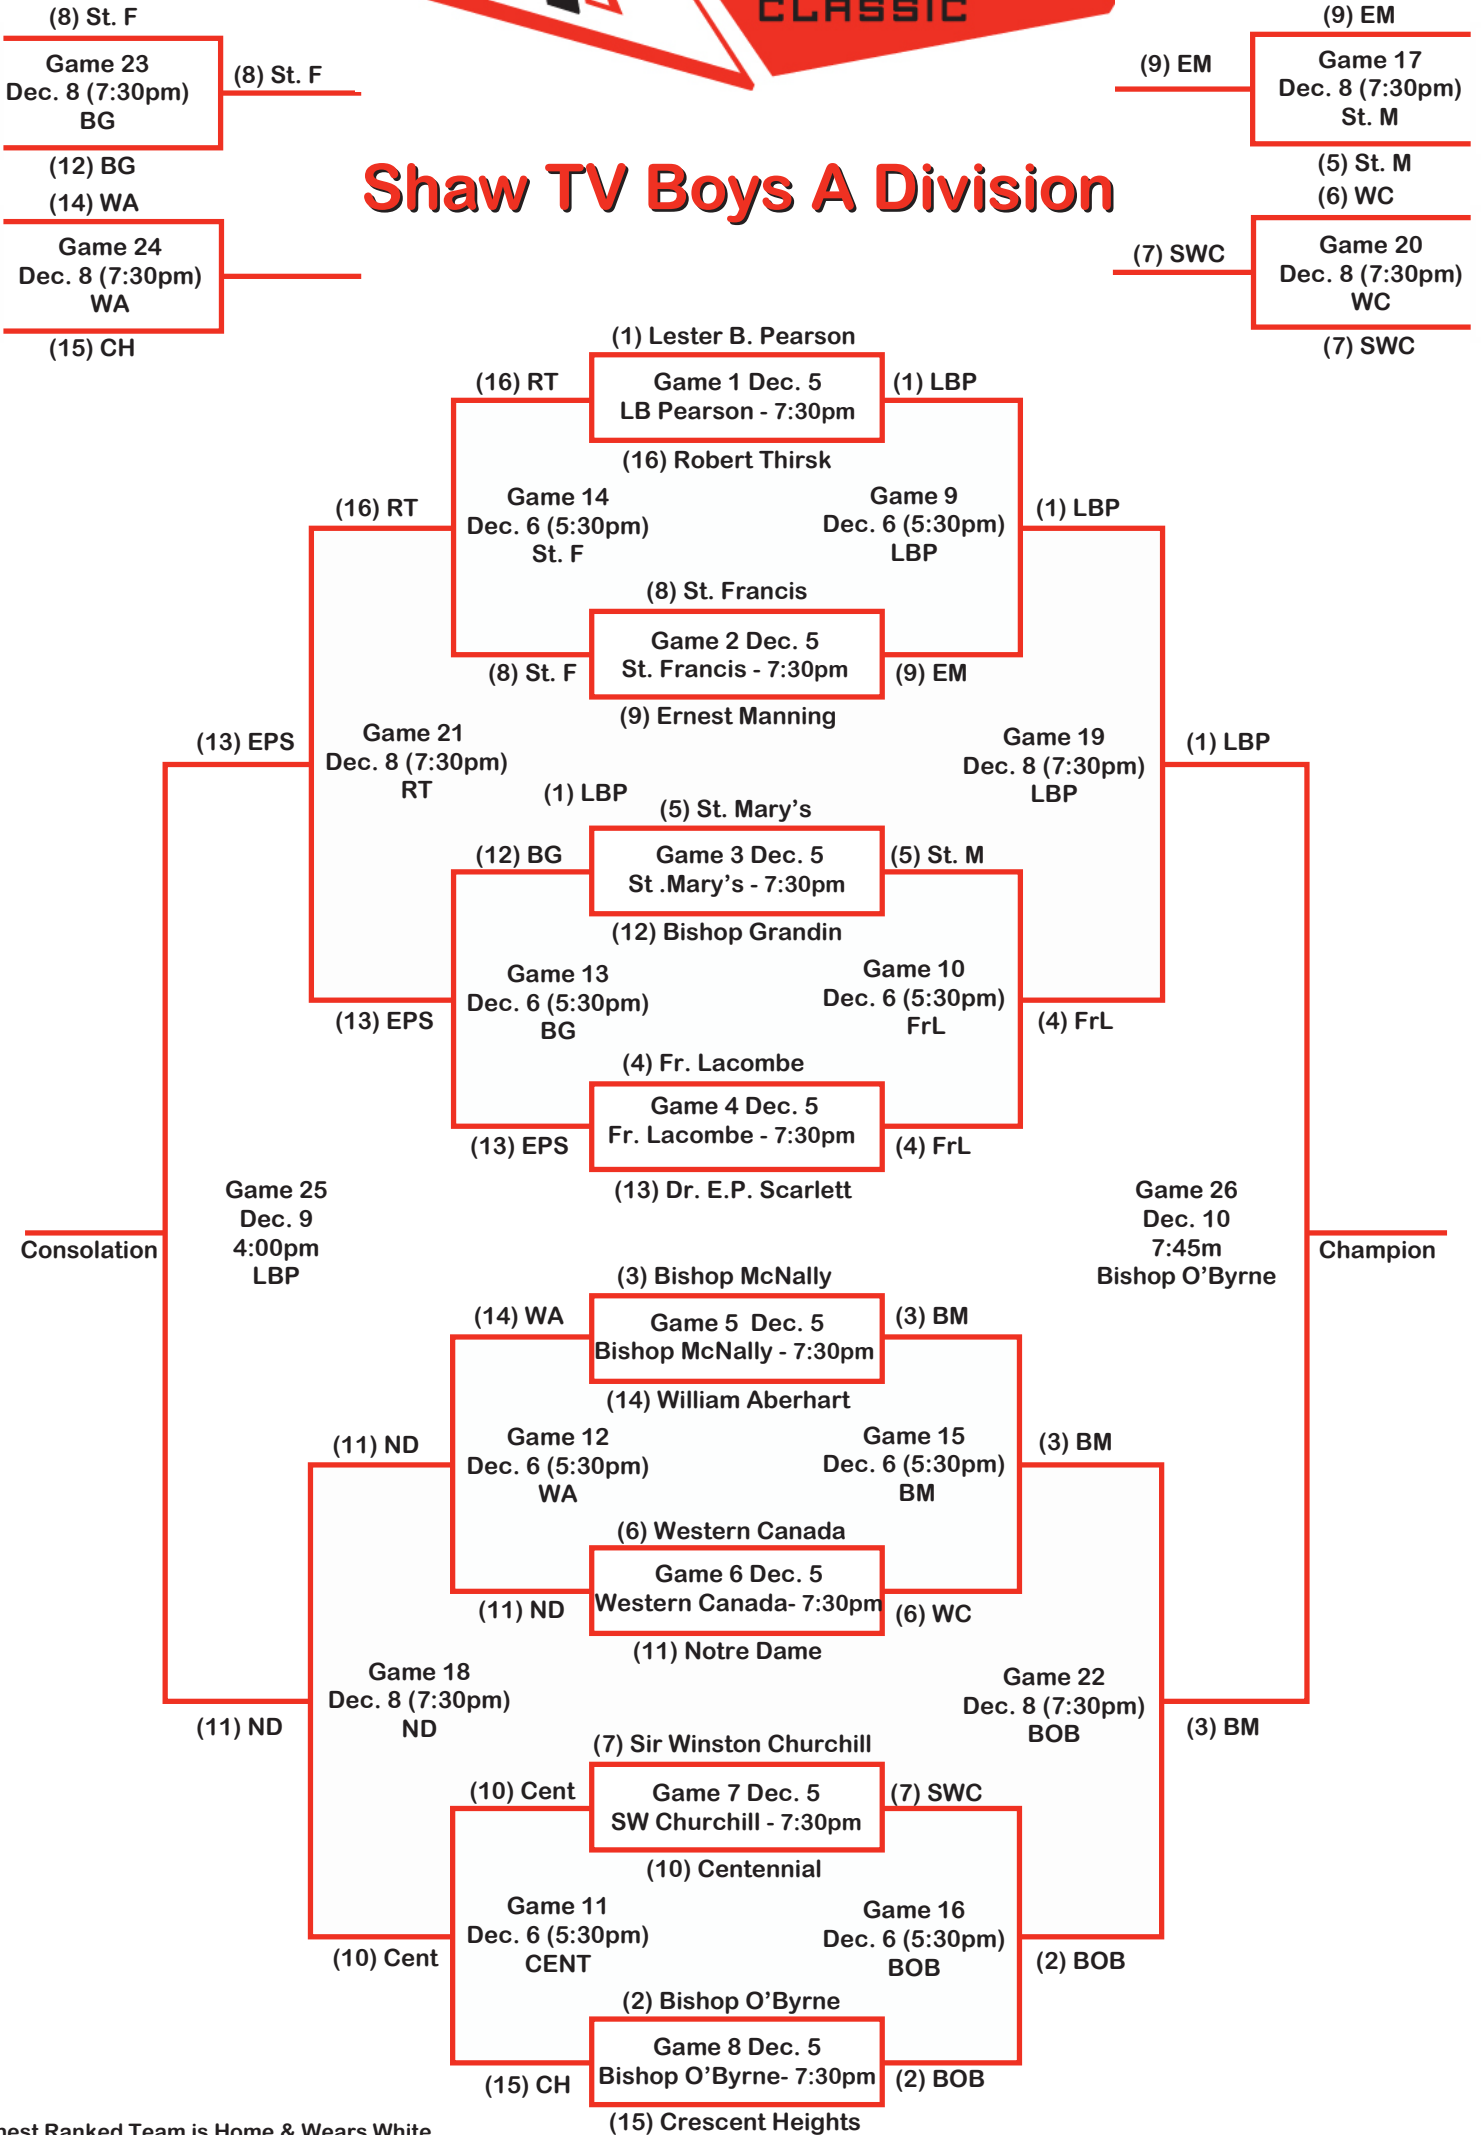 CLASSIC
(8) St. F
Game 23
Dec. 8 (7:30pm)
BG
(8) St. F
(12) BG
(14) WA
Game 24
Dec. 8 (7:30pm)
WA
(15) CH
(9) EM
(9) EM
Game 17
Dec. 8 (7:30pm)
St. M
(5) St. M
(6) WC
(7) SWC
Game 20
Dec. 8 (7:30pm)
WC
(7) SWC
Shaw TV Boys A Division
(1) Lester B. Pearson
(16) RT
Game 1 Dec. 5
LB Pearson - 7:30pm
(1) LBP
(16) Robert Thirsk
(16) RT
Game 14
Dec. 6 (5:30pm)
St. F
Game 9
Dec. 6 (5:30pm)
LBP
(1) LBP
(8) St. Francis
Game 2 Dec. 5
St. Francis - 7:30pm
(8) St. F
(9) EM
(9) Ernest Manning
(13) EPS
Game 21
Dec. 8 (7:30pm)
RT
(1) LBP
Game 19
Dec. 8 (7:30pm)
LBP
(1) LBP
(5) St. Mary's
(12) BG
Game 3 Dec. 5
St .Mary's - 7:30pm
(5) St. M
(12) Bishop Grandin
Game 13
Dec. 6 (5:30pm)
BG
Game 10
Dec. 6 (5:30pm)
FrL
(13) EPS
(4) FrL
(4) Fr. Lacombe
Game 4 Dec. 5
Fr. Lacombe - 7:30pm
(13) EPS
(4) FrL
(13) Dr. E.P. Scarlett
Game 25
Dec. 9
4:00pm
LBP
Consolation
Game 26
Dec. 10
7:45m
Bishop O'Byrne
Champion
(3) Bishop McNally
(14) WA
Game 5 Dec. 5
Bishop McNally - 7:30pm
(3) BM
(14) William Aberhart
(11) ND
Game 12
Dec. 6 (5:30pm)
WA
Game 15
Dec. 6 (5:30pm)
BM
(3) BM
(6) Western Canada
Game 6 Dec. 5
Western Canada- 7:30pm
(11) ND
(6) WC
(11) Notre Dame
(11) ND
Game 18
Dec. 8 (7:30pm)
ND
Game 22
Dec. 8 (7:30pm)
BOB
(3) BM
(7) Sir Winston Churchill
(10) Cent
Game 7 Dec. 5
SW Churchill - 7:30pm
(7) SWC
(10) Centennial
Game 11
Dec. 6 (5:30pm)
CENT
Game 16
Dec. 6 (5:30pm)
BOB
(10) Cent
(2) BOB
(2) Bishop O'Byrne
Game 8 Dec. 5
Bishop O'Byrne- 7:30pm
(15) CH
(2) BOB
(15) Crescent Heights
Ranked Team is Home & Wears White